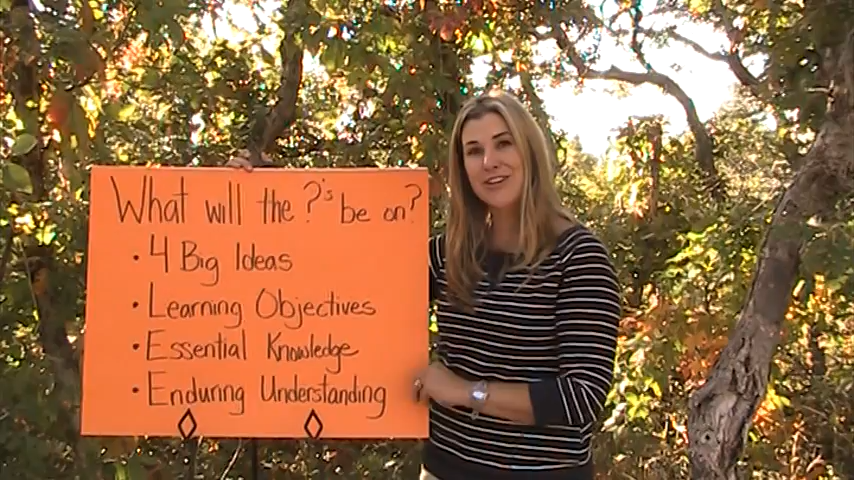 What will the ?'s be on?
• 4 Big Ideas
• Learning Objectives
• Essential Knowledge
• Enduring Understanding